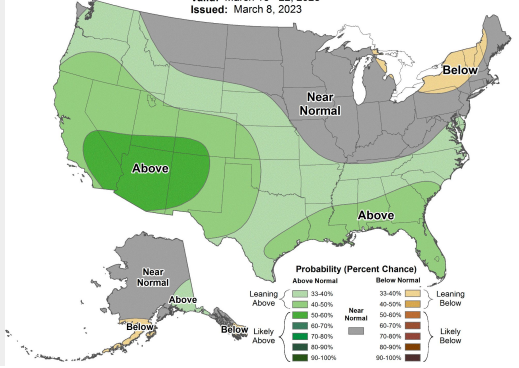 Issued: March 8, 2023
Below
Near
Normal
Above
Above
Near
Normal
Above
Below
Below
Probability (Percent Chance)
Above Normal
Below Normal
Leaning
Above
33-40%
40-50%
Likely
Above
50-60%
60-70%
70-80%
80-90%
90-100%
Near
Normal
33-40%
40-50%
Leaning
Below
50-60%
60-70%
70-80%
80-90%
90-100%
Likely
Below